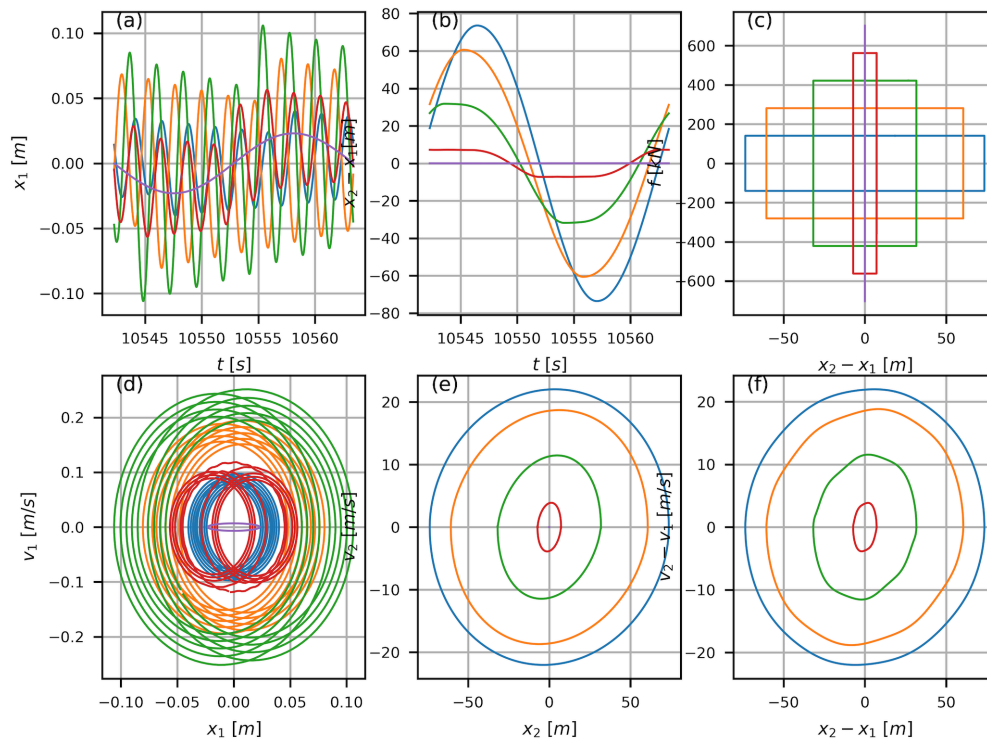 (a) (b) (c)
0.10 0.05 0.00 −0.05 −0.10
x₁ [m]
10545 10550 10555 10560
t [s]
80 60 40 20 0 −20 −40 −60 −80
x₂ − x₁[m]
10545 10550 10555 10560
t [s]
600 400 200 0 −200 −400 −600
f [kN]
−50 0 50
x₂ − x₁ [m]
(d) (e) (f)
0.2 0.1 0.0 −0.1 −0.2
v₁ [m/s]
−0.10 −0.05 0.00 0.05 0.10
x₁ [m]
20 10 0 −10 −20
v₂ [m/s]
−50 0 50
x₂ [m]
20 10 0 −10 −20
v₂ − v₁ [m/s]
−50 0 50
x₂ − x₁ [m]